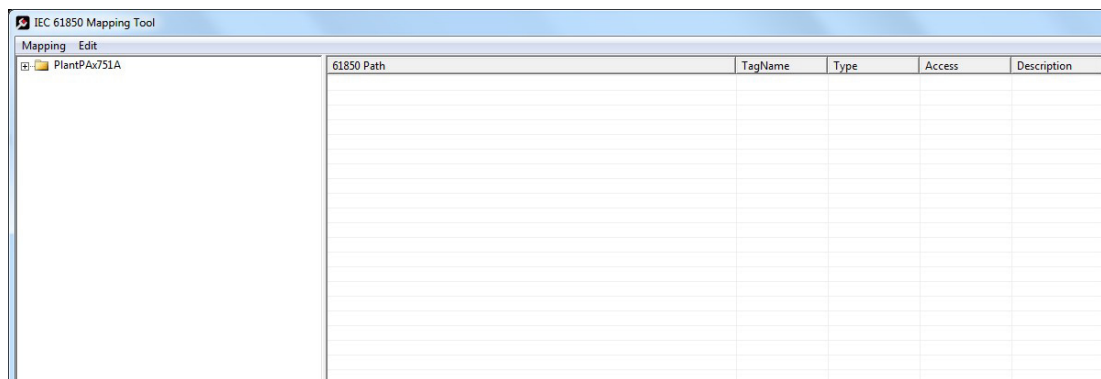 IEC 61850 Mapping Tool
Mapping Edit
PlantPAx751A
61850 Path TagName Type Access Description